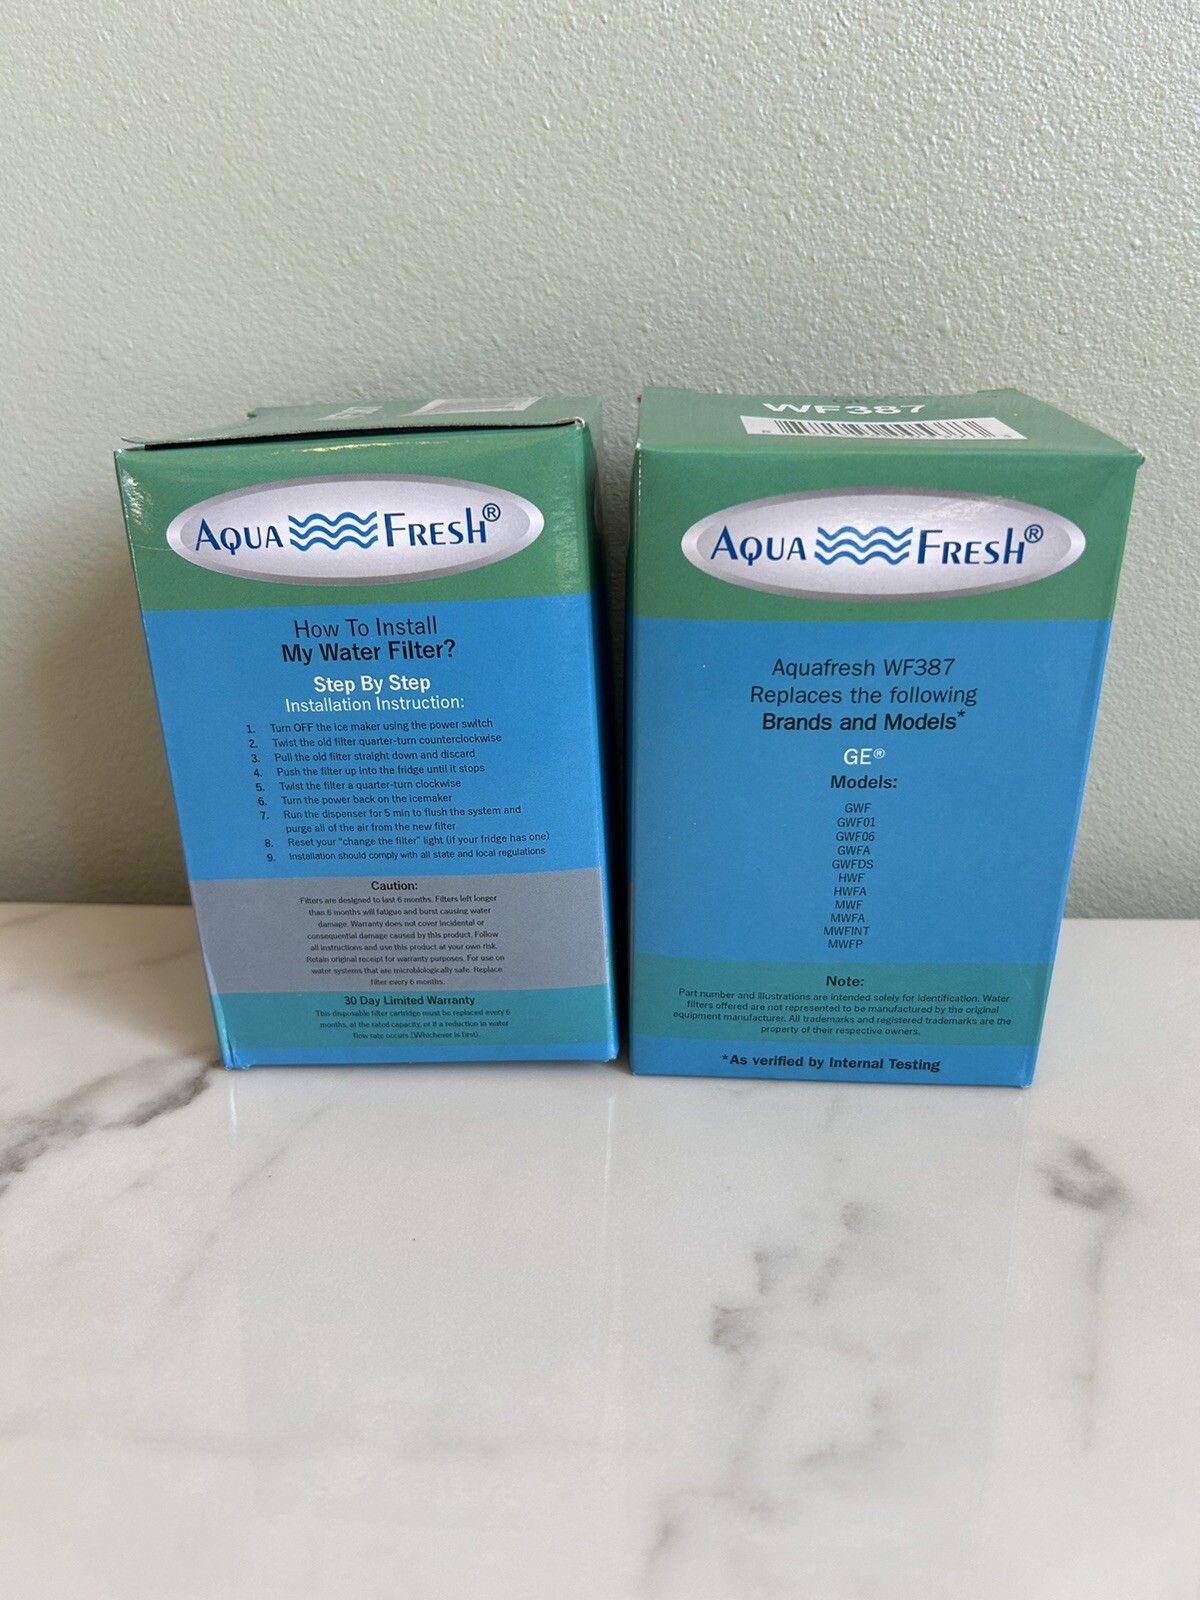 AQUA FRESH®
How To Install
My Water Filter?
Step By Step
Installation Instruction:
1. Turn OFF the ice maker using the power switch
2. Twist the old filter quarter-turn counterclockwise
3. Pull the old filter straight down and discard
4. Push the filter up into the fridge until it stops
5. Twist the filter a quarter-turn clockwise
6. Turn the power back on the icemaker
7. Run the dispenser for 5 min to flush the system and
purge all of the air from the new filter
8. Reset your "change the filter" light (if your fridge has one)
9. Installation should comply with all state and local regulations
Caution:
Filters are designed to last 6 months. Filters left longer
than 6 months will fatigue and burst causing water
damage. Warranty does not cover incidental or
consequential damage caused by this product. Follow
all instructions and use this product at your own risk.
Retain original receipt for warranty purposes. For use on
water systems that are microbiologically safe. Replace
filter every 6 months.
30 Day Limited Warranty
This disposable filter cartridge must be replaced every 6
months, at the rated capacity, or if a reduction in water
flow rate occurs (Whichever is first).
WF387
AQUA FRESH®
Aquafresh WF387
Replaces the following
Brands and Models*
GE®
Models:
GWF
GWF01
GWF06
GWFA
GWFDS
HWF
HWFA
MWF
MWFA
MWFINT
MWFP
Note:
Part number and illustrations are intended solely for identification. Water
filters offered are not represented to be manufactured by the original
equipment manufacturer. All trademarks and registered trademarks are the
property of their respective owners.
*As verified by Internal Testing